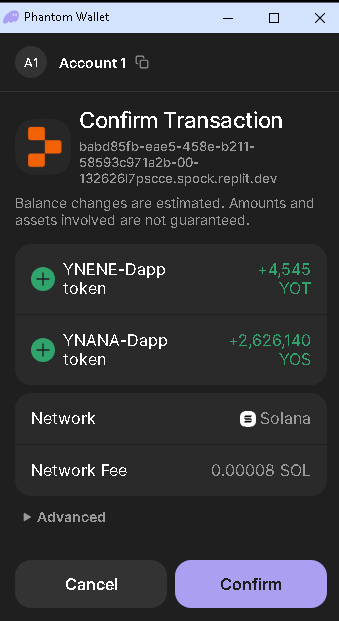 Phantom Wallet
A1 Account 1
Confirm Transaction
babd85fb-eae5-458e-b211-
58593c971a2b-00-
132626l7pscce.spock.replit.dev
Balance changes are estimated. Amounts and
assets involved are not guaranteed.
YNENE-Dapp +4,545
token YOT
YNANA-Dapp +2,626,140
token YOS
Network Solana
Network Fee 0.00008 SOL
Advanced
Cancel Confirm